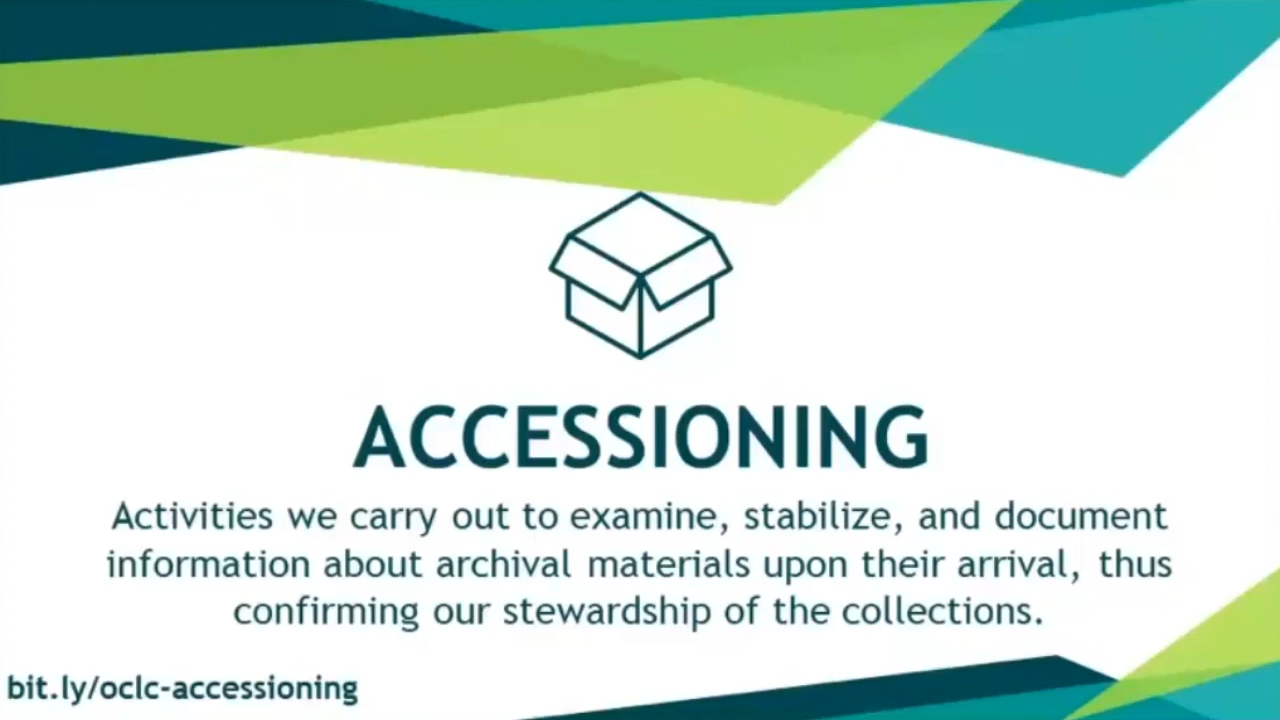 ACCESSIONING
Activities we carry out to examine, stabilize, and document
information about archival materials upon their arrival, thus
confirming our stewardship of the collections.
bit.ly/oclc-accessioning